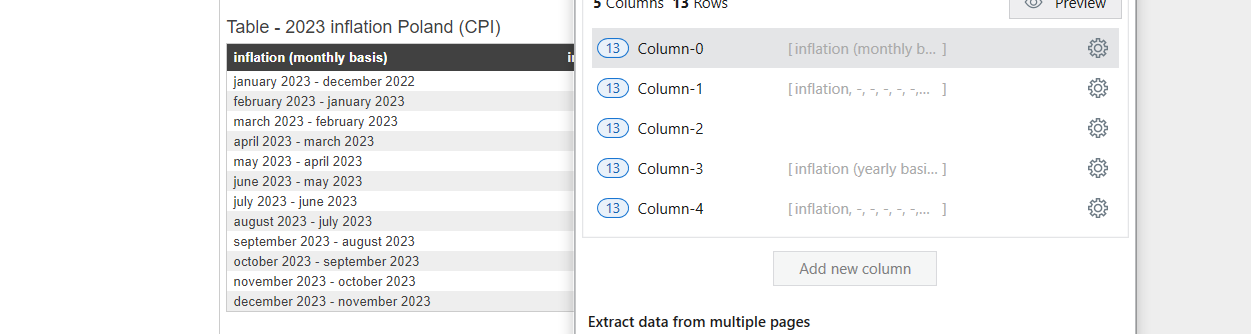 Table - 2023 inflation Poland (CPI)
inflation (monthly basis)
january 2023 - december 2022
february 2023 - january 2023
march 2023 - february 2023
april 2023 - march 2023
may 2023 - april 2023
june 2023 - may 2023
july 2023 - june 2023
august 2023 - july 2023
september 2023 - august 2023
october 2023 - september 2023
november 2023 - october 2023
december 2023 - november 2023
5 Columns 13 Rows
Preview
13 Column-0 [ inflation (monthly b... ]
13 Column-1 [ inflation, -, -, -, -, -,... ]
13 Column-2
13 Column-3 [ inflation (yearly basi... ]
13 Column-4 [ inflation, -, -, -, -, -,... ]
Add new column
Extract data from multiple pages